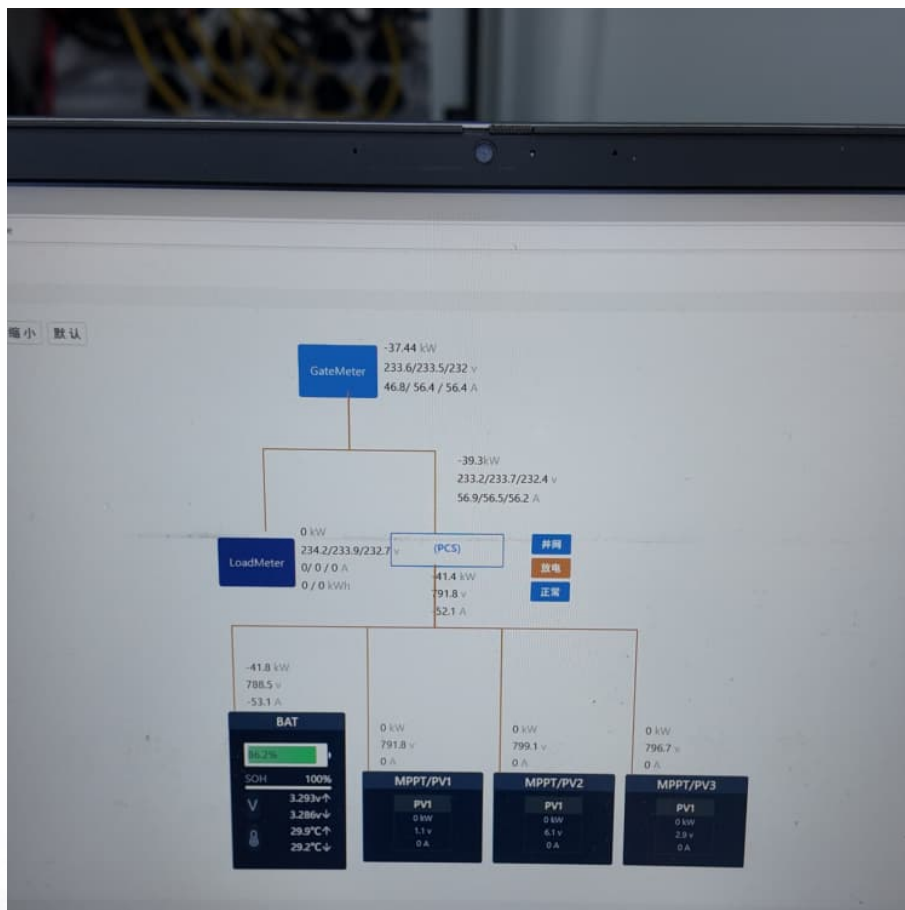 缩小 默认
-37.44 kW
GateMeter
233.6/233.5/232 v
46.8/ 56.4 / 56.4 A
-39.3kW
233.2/233.7/232.4 v
56.9/56.5/56.2 A
0 kW
234.2/233.9/232.7 v
LoadMeter
0/ 0 / 0 A
0 / 0 kWh
(PCS)
-41.4 kW
791.8 v
-52.1 A
并网
放电
正常
-41.8 kW
788.5 v
-53.1 A
BAT
86.2%
SOH 100%
V
3.293v↑
3.286v↓
29.9°C↑
29.2°C↓
0 kW
791.8 v
0 A
MPPT/PV1
PV1
0 kW
1.1 v
0 A
0 kW
799.1 v
0 A
MPPT/PV2
PV1
0 kW
6.1 v
0 A
0 kW
796.7 v
0 A
MPPT/PV3
PV1
0 kW
2.9 v
0 A